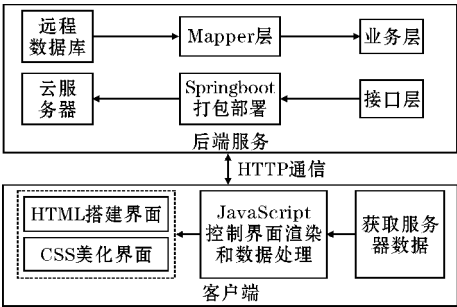 远程
数据库
Mapper层
业务层
云服
务器
Springboot
打包部署
接口层
后端服务
HTTP通信
HTML搭建界面
CSS美化界面
JavaScript
控制界面渲染
和数据处理
获取服务
器数据
客户端